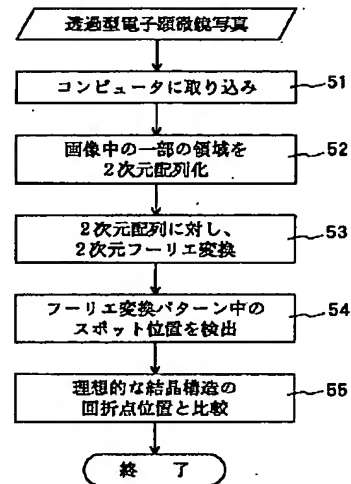 透過型電子顕微鏡写真
コンピュータに取り込み
51
画像中の一部の領域を
2次元配列化
52
2次元配列に対し、
2次元フーリエ変換
53
フーリエ変換パターン中の
スポット位置を検出
54
理想的な結晶構造の
回折点位置と比較
55
終 了